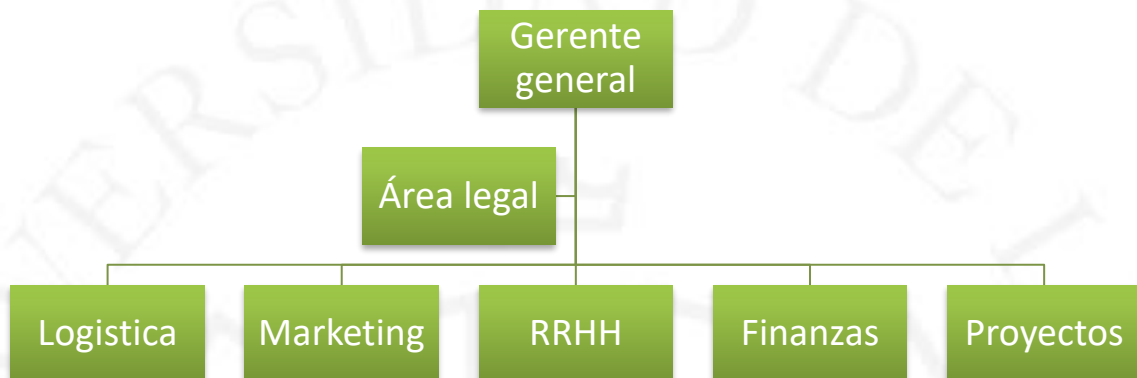 Gerente
general
Área legal
Logistica
Marketing
RRHH
Finanzas
Proyectos